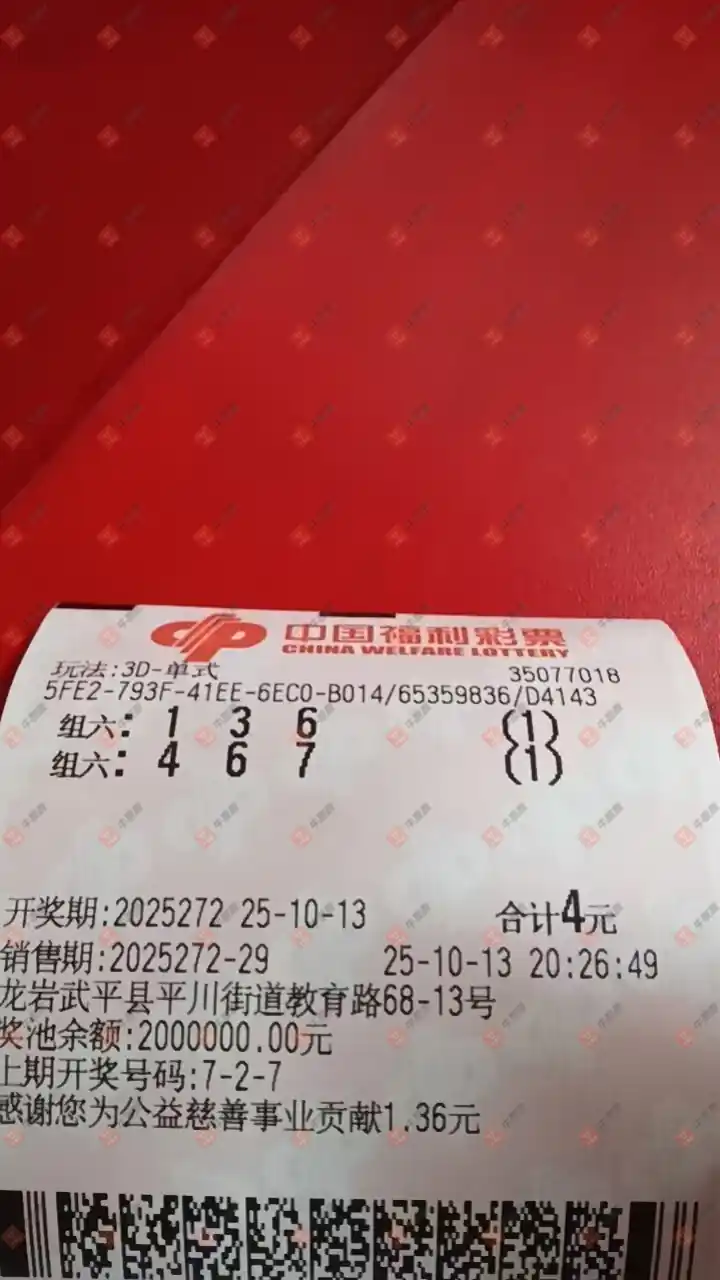 中国福利彩票
CHINA WELFARE LOTTERY
玩法:3D-单式 35077018
5FE2-793F-41EE-6EC0-B014/65359836/D4143
组六: 1 3 6 (1)
组六: 4 6 7 (1)
开奖期:2025272 25-10-13 合计4元
销售期:2025272-29 25-10-13 20:26:49
龙岩武平县平川街道教育路68-13号
奖池余额:2000000.00元
上期开奖号码:7-2-7
感谢您为公益慈善事业贡献1.36元